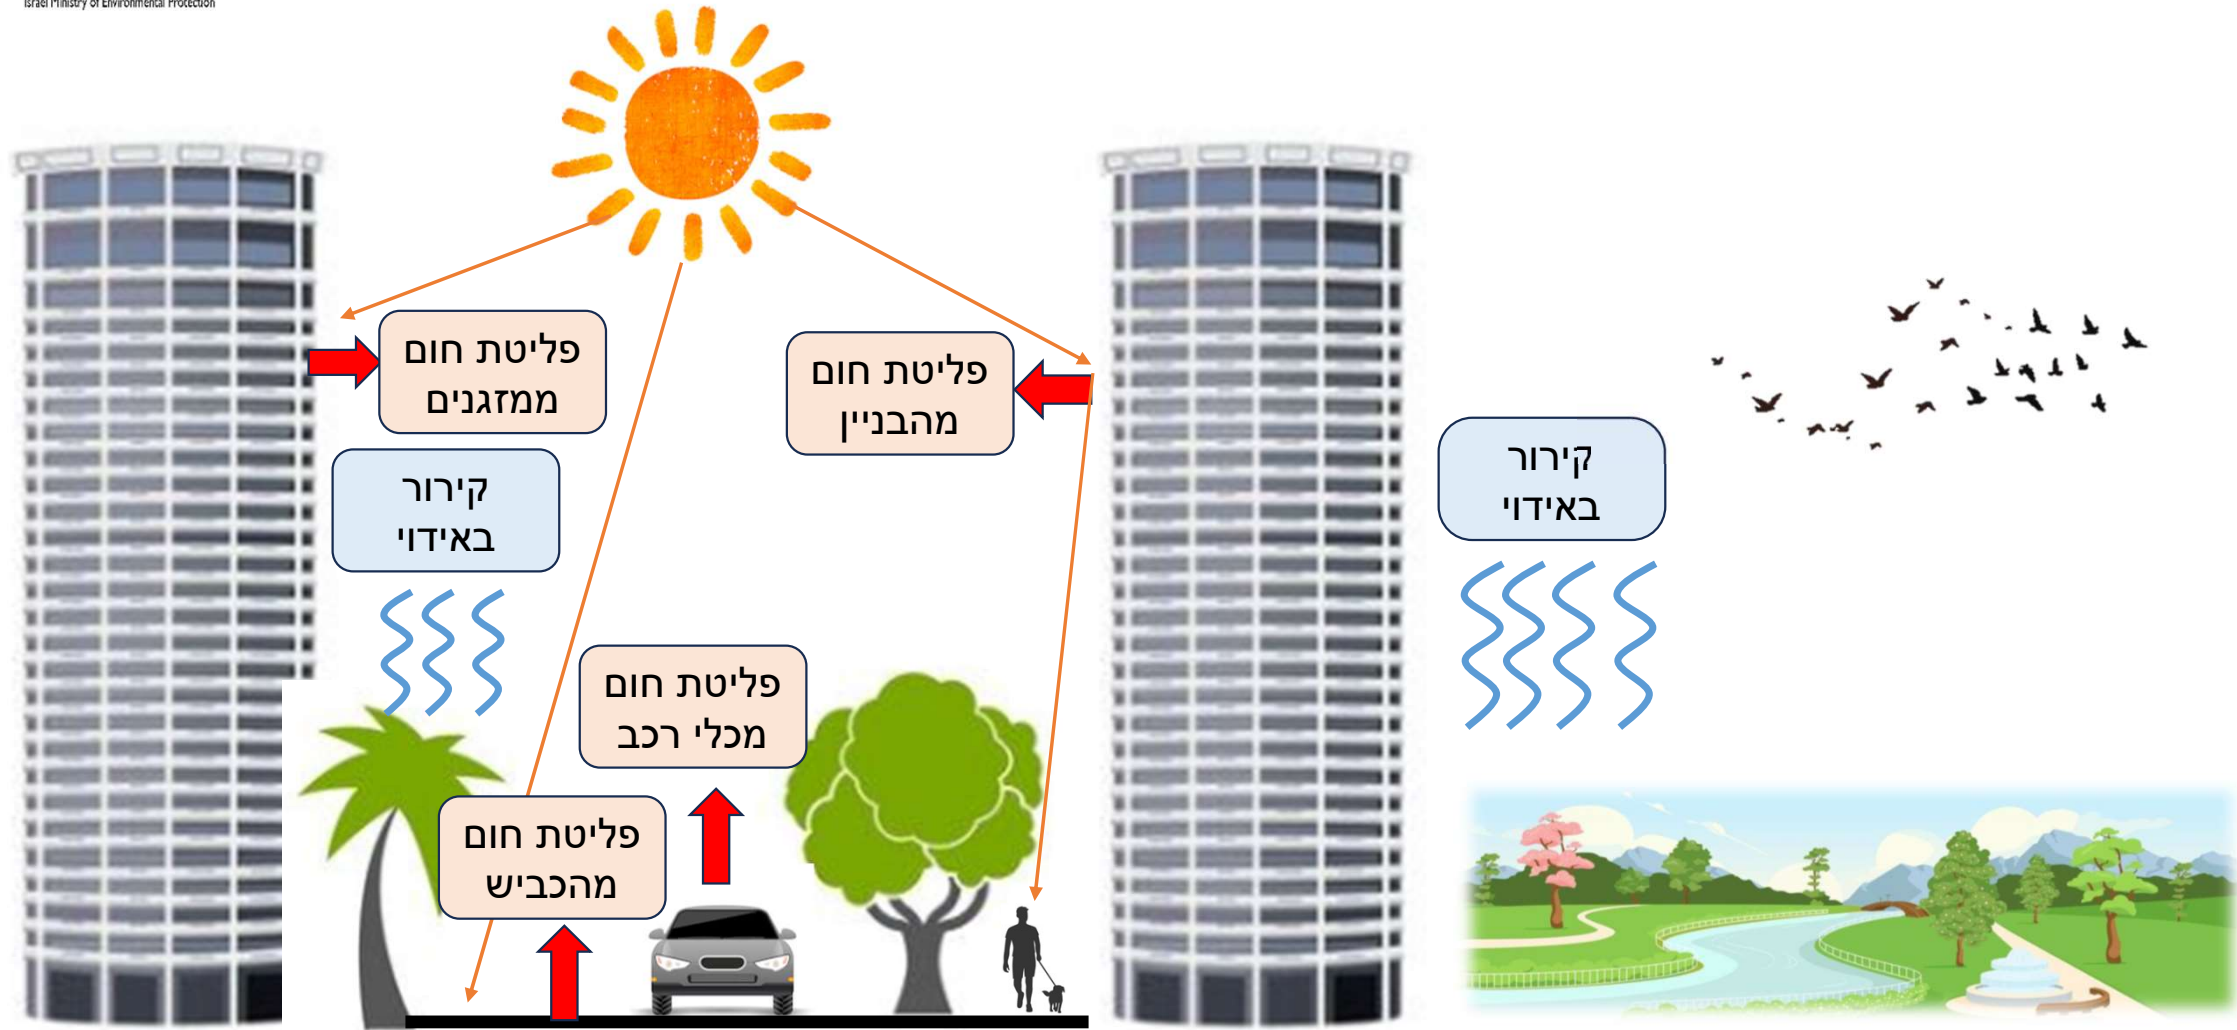 Israel Ministry of Environmental Protection
פליטת חום
ממזגנים
פליטת חום
מהבניין
קירור
באידוי
קירור
באידוי
פליטת חום
מכלי רכב
פליטת חום
מהכביש